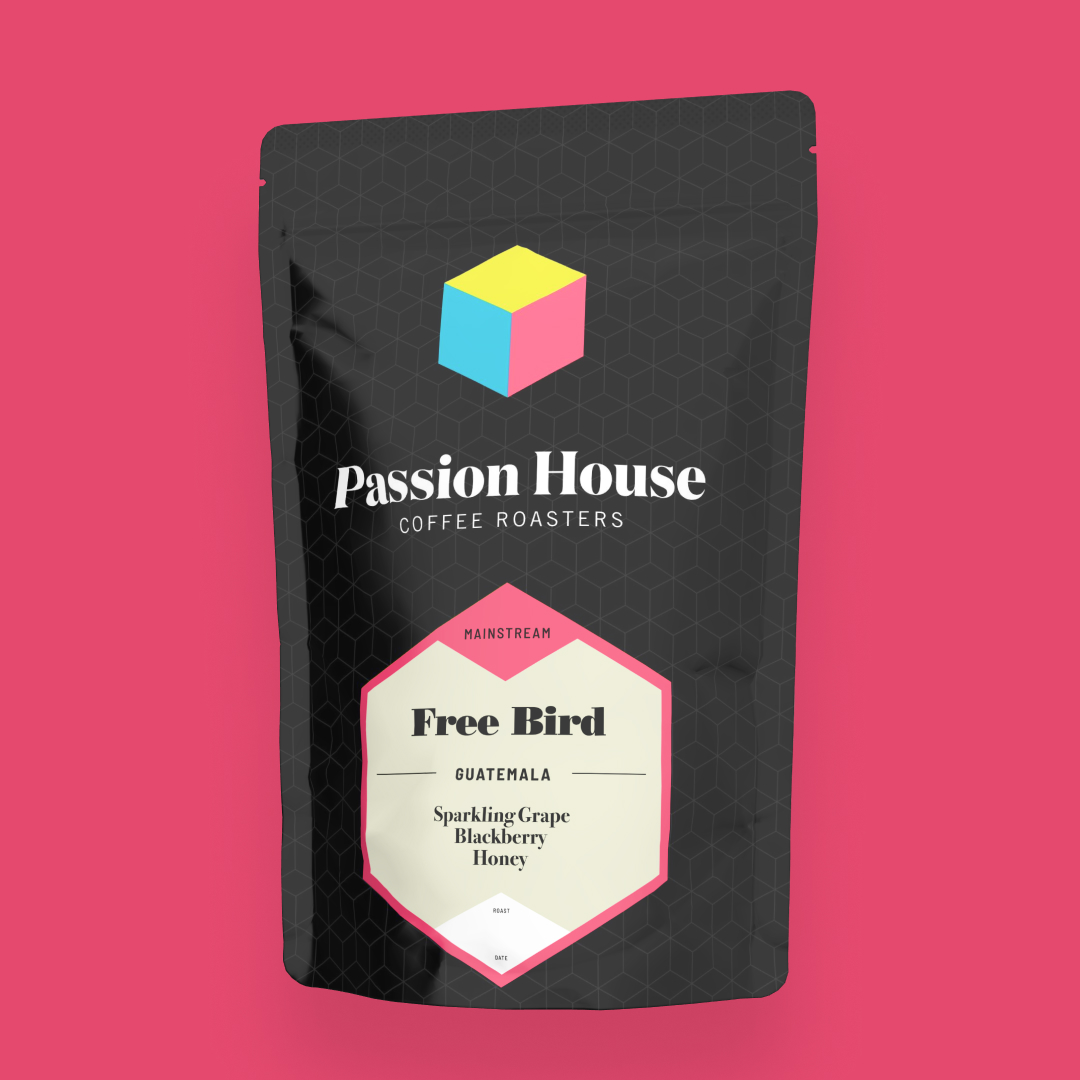 Passion House
COFFEE ROASTERS
MAINSTREAM
Free Bird
GUATEMALA
Sparkling Grape
Blackberry
Honey
ROAST
DATE